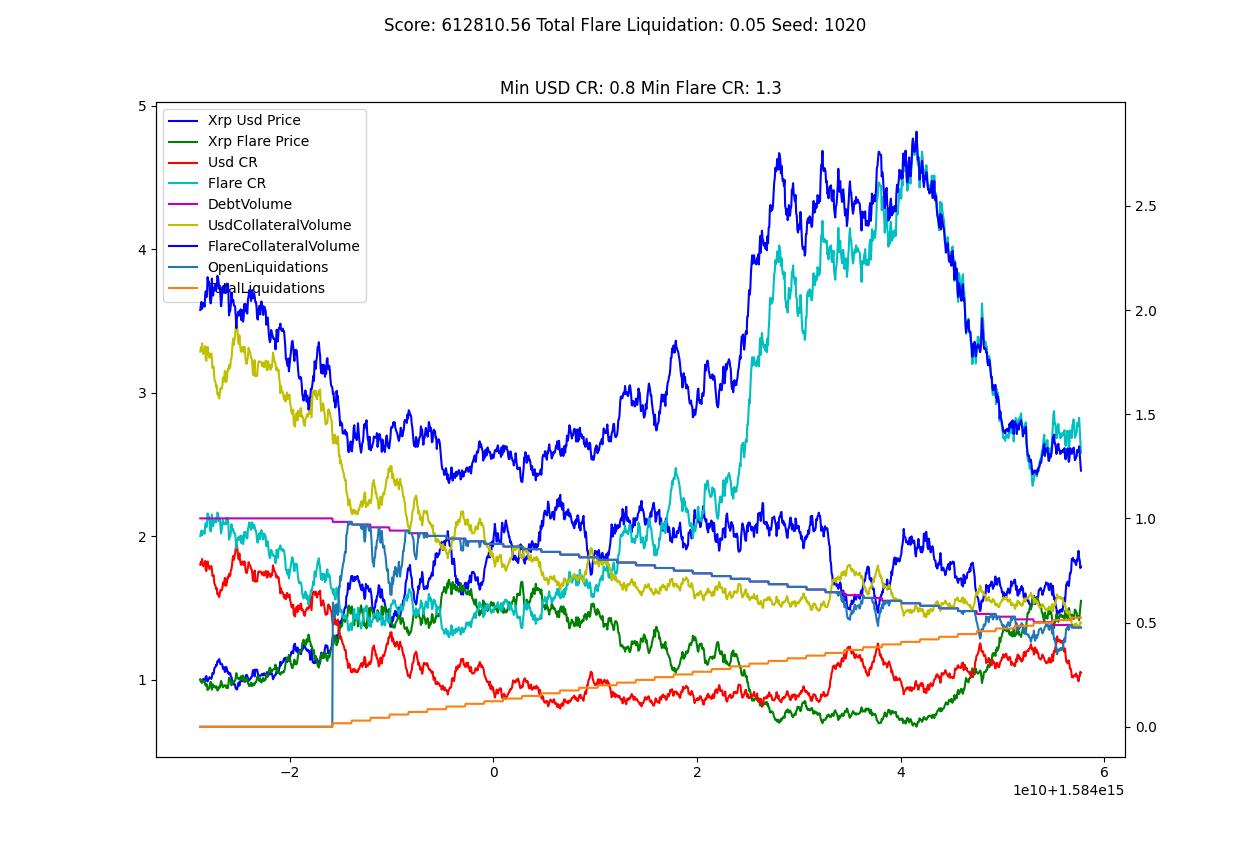 Score: 612810.56 Total Flare Liquidation: 0.05 Seed: 1020
Min USD CR: 0.8 Min Flare CR: 1.3
5
4
3
2
1
Xrp Usd Price
Xrp Flare Price
Usd CR
Flare CR
DebtVolume
UsdCollateralVolume
FlareCollateralVolume
OpenLiquidations
TotalLiquidations
2.5
2.0
1.5
1.0
0.5
0.0
−2 0 2 4 6
1e10+1.584e15